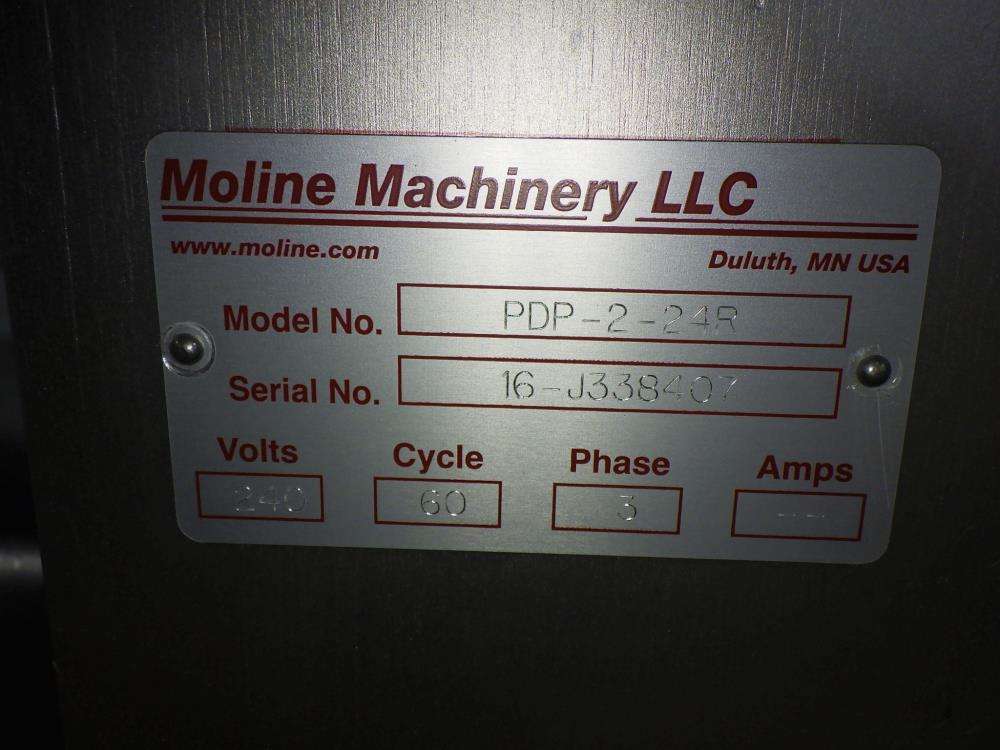 Moline Machinery LLC
www.moline.com Duluth, MN USA
Model No. PDP-2-24R
Serial No. 16-J338407
Volts Cycle Phase Amps
240 60 3 --